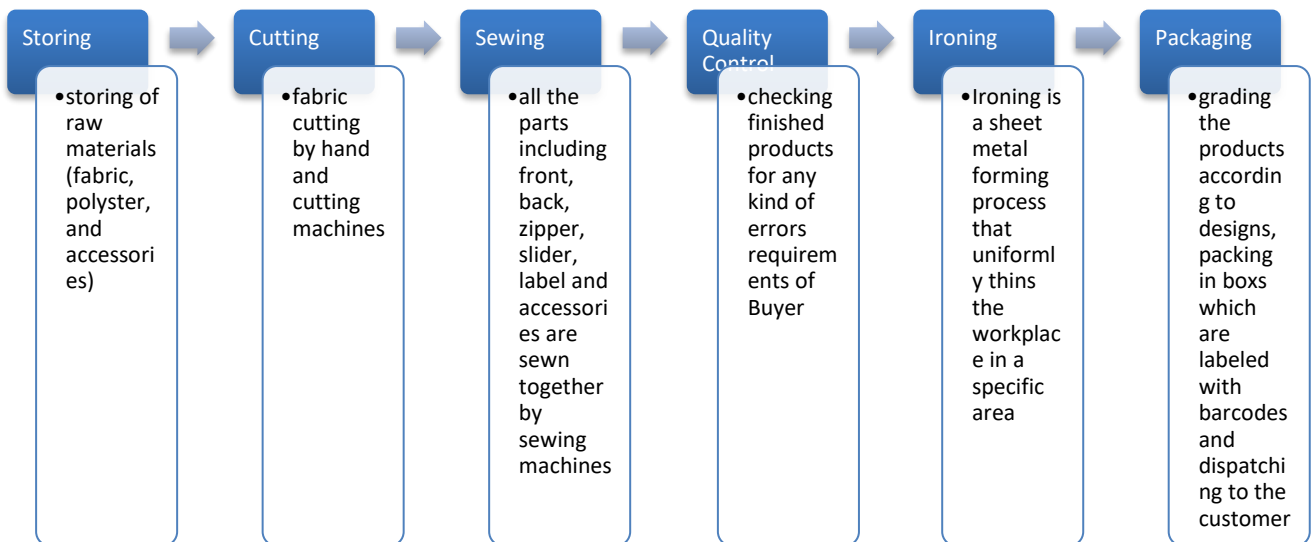 Storing
•storing of
raw
materials
(fabric,
polyster,
and
accessori
es)
Cutting
•fabric
cutting
by hand
and
cutting
machines
Sewing
•all the
parts
including
front,
back,
zipper,
slider,
label and
accessori
es are
sewn
together
by
sewing
machines
Quality
Control
•checking
finished
products
for any
kind of
errors
requirem
ents of
Buyer
Ironing
•Ironing is
a sheet
metal
forming
process
that
uniforml
y thins
the
workplac
e in a
specific
area
Packaging
•grading
the
products
accordin
g to
designs,
packing
in boxs
which
are
labeled
with
barcodes
and
dispatchi
ng to the
customer